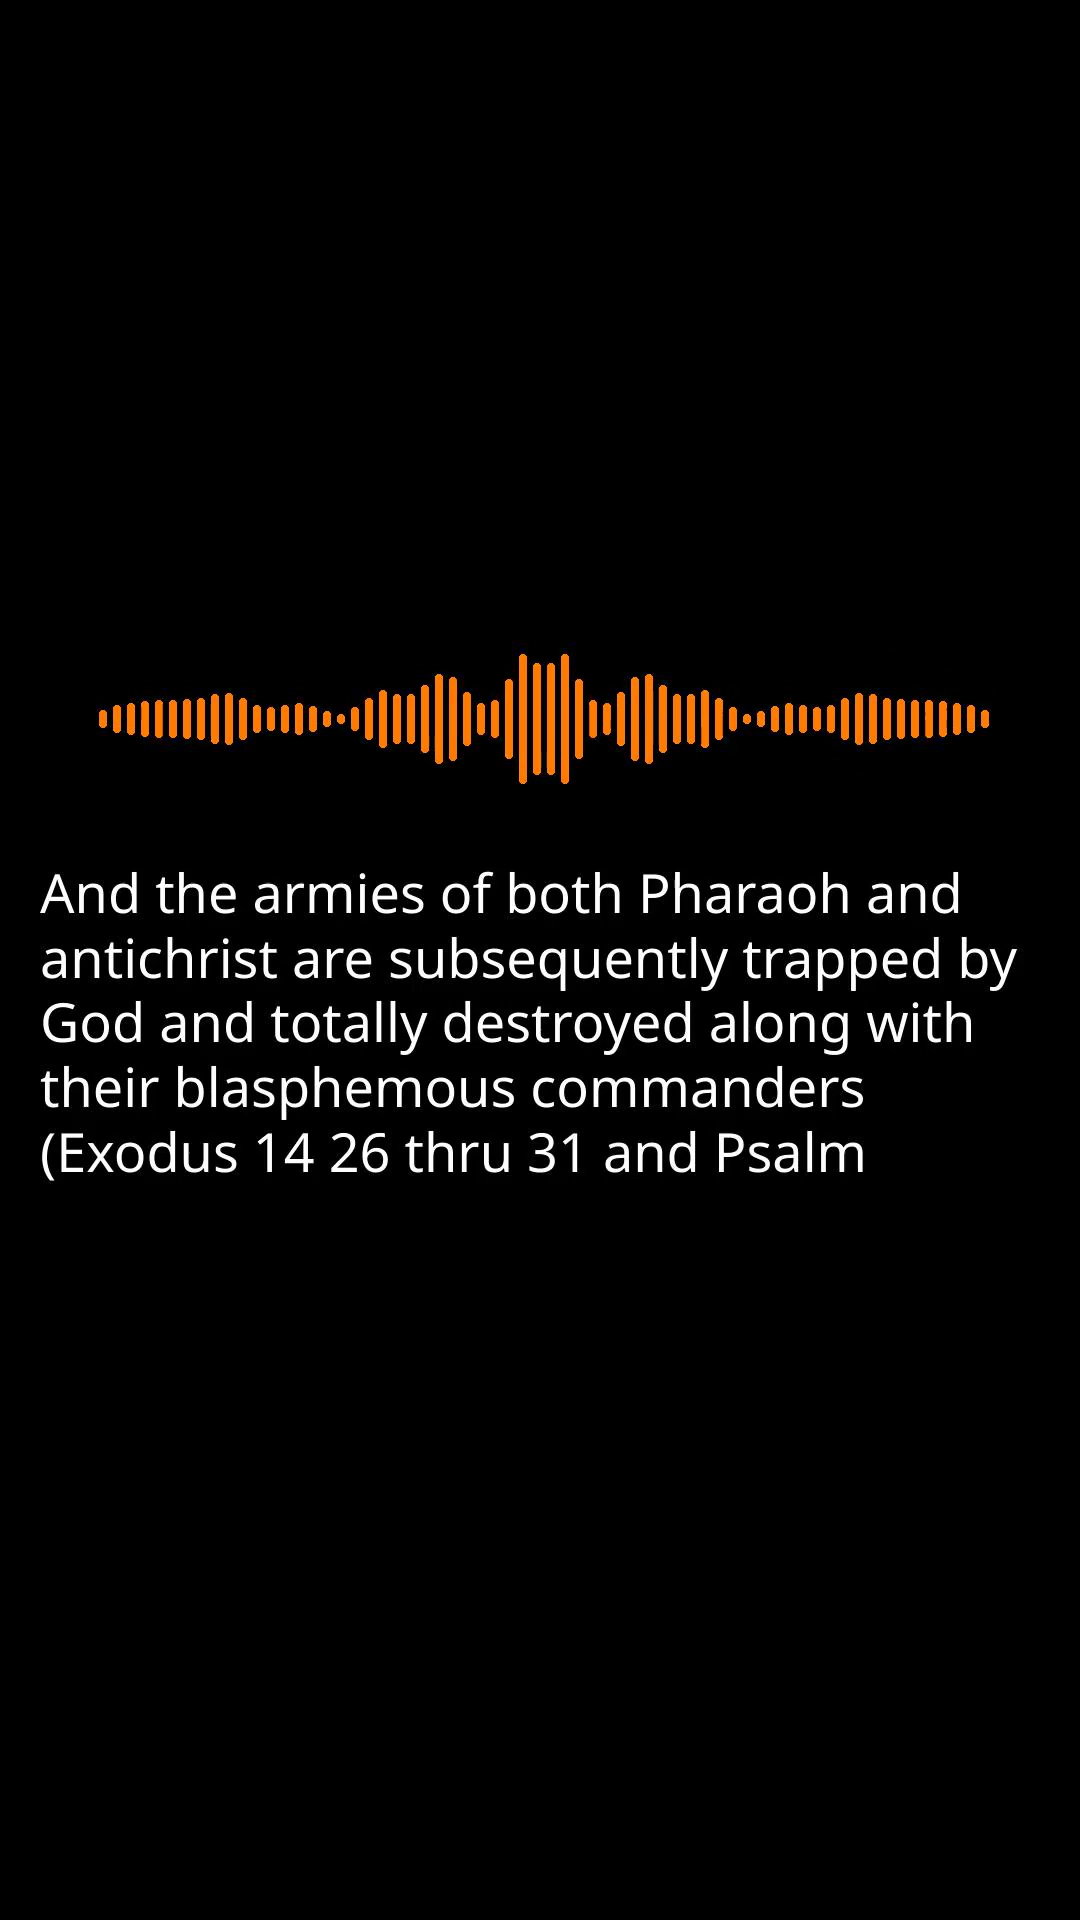 And the armies of both Pharaoh and
antichrist are subsequently trapped by
God and totally destroyed along with
their blasphemous commanders
(Exodus 14 26 thru 31 and Psalm